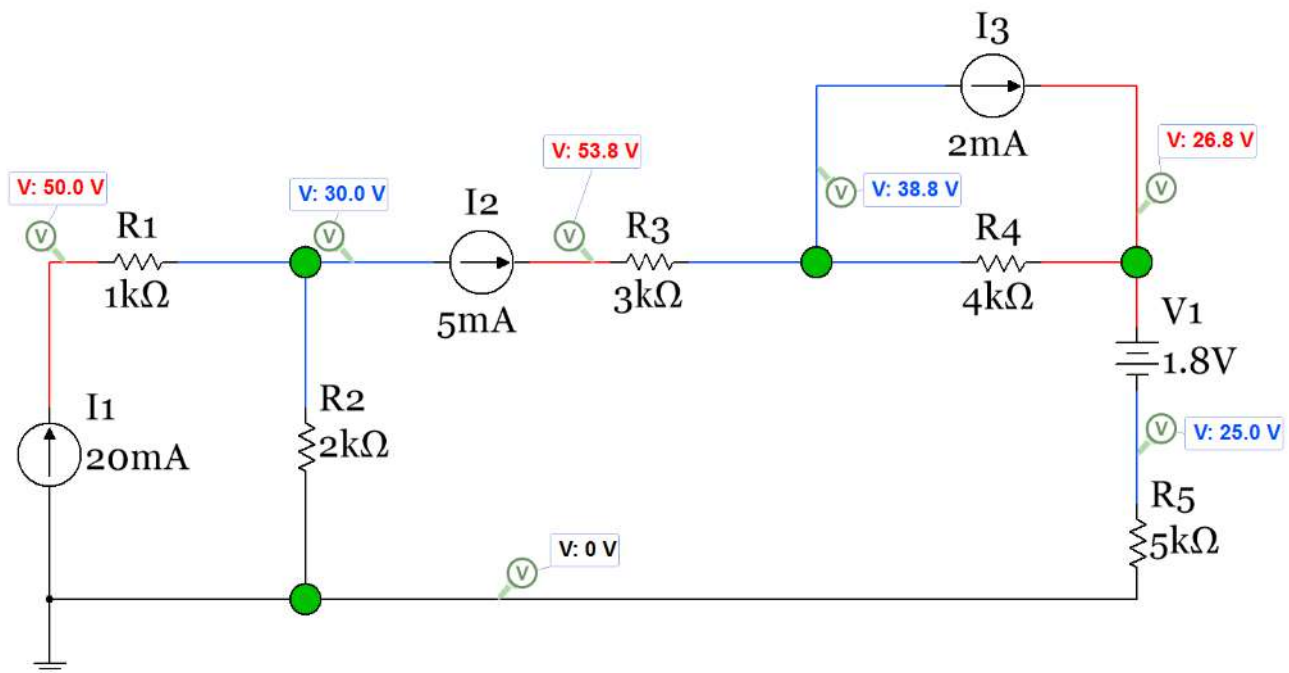 I3
2mA
V: 26.8 V
V: 53.8 V
V: 50.0 V
V: 30.0 V
V: 38.8 V
V
V
V
V
V
R1
1kΩ
I2
5mA
R3
3kΩ
R4
4kΩ
V1
1.8V
I1
20mA
R2
2kΩ
V
V: 25.0 V
R5
5kΩ
V: 0 V
V